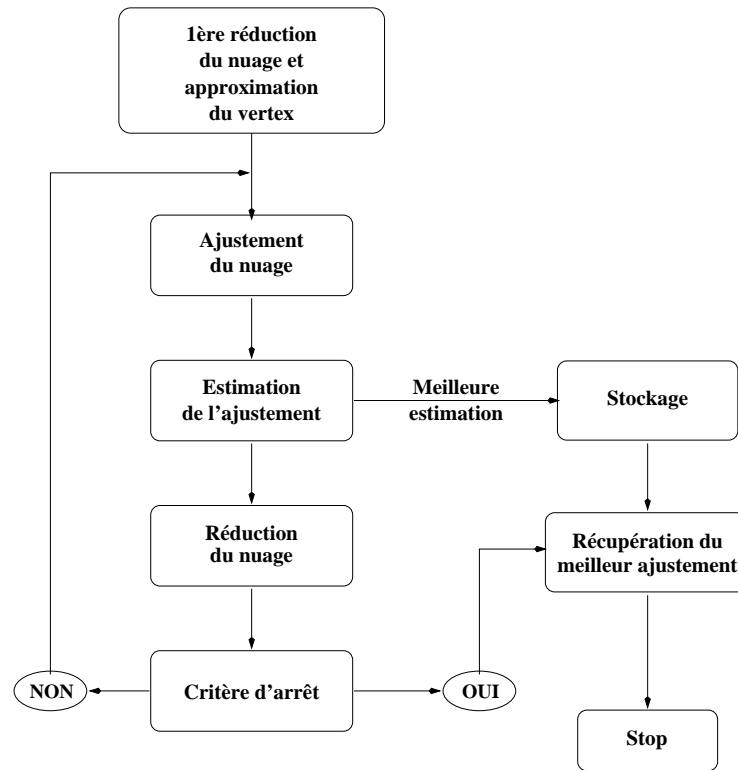 1ère réduction
du nuage et
approximation
du vertex
Ajustement
du nuage
Estimation
de l'ajustement
Meilleure
estimation
Stockage
Réduction
du nuage
Récupération du
meilleur ajustement
NON
Critère d'arrêt
OUI
Stop